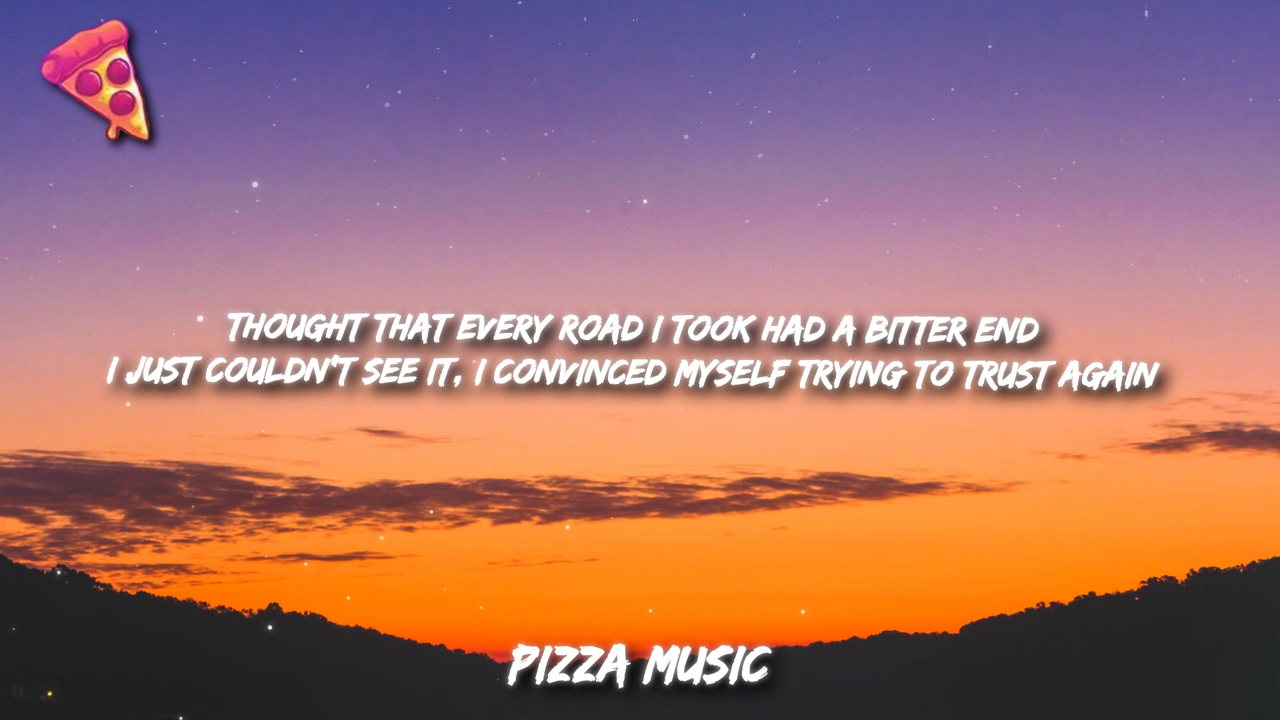 THOUGHT THAT EVERY ROAD I TOOK HAD A BITTER END
I JUST COULDN'T SEE IT, I CONVINCED MYSELF TRYING TO TRUST AGAIN
PIZZA MUSIC